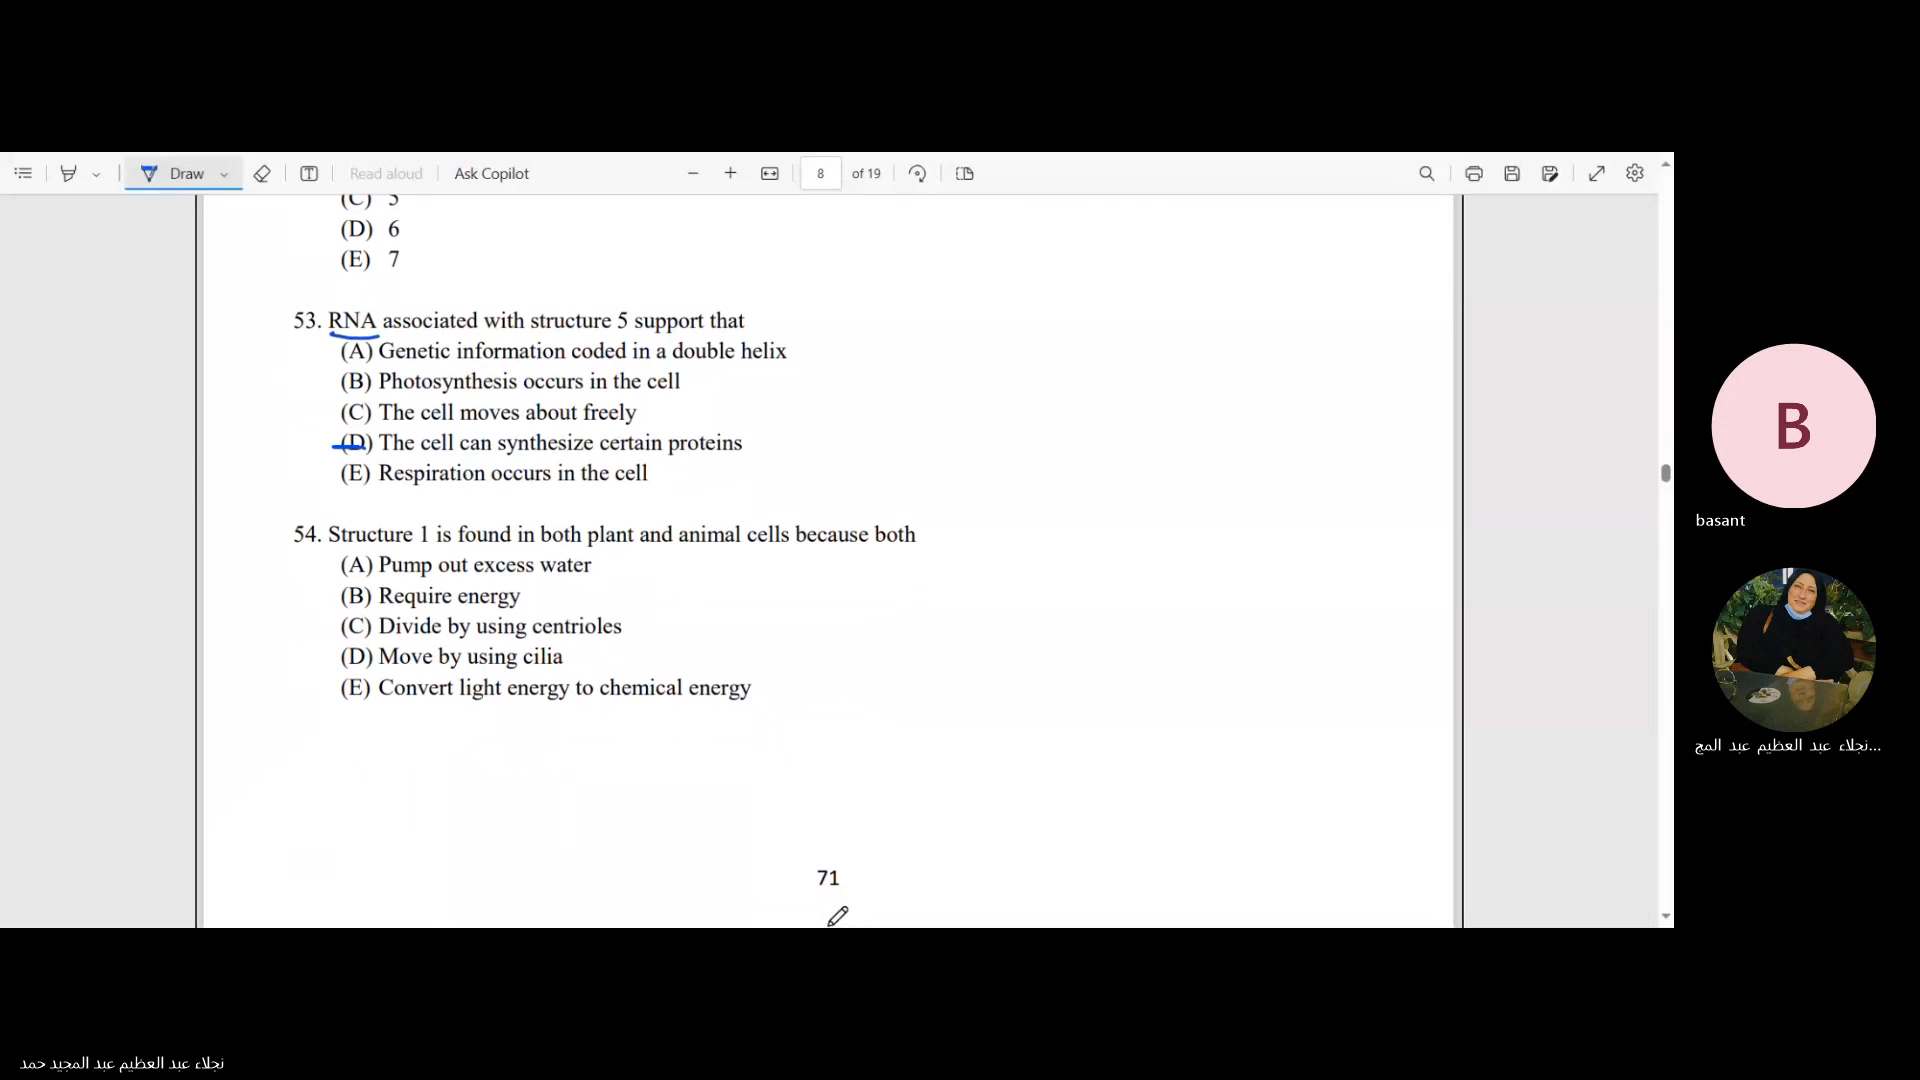 Draw
Read aloud
Ask Copilot
8
of 19
(C) 5
(D) 6
(E) 7
53. RNA associated with structure 5 support that
(A) Genetic information coded in a double helix
(B) Photosynthesis occurs in the cell
(C) The cell moves about freely
(D) The cell can synthesize certain proteins
(E) Respiration occurs in the cell
54. Structure 1 is found in both plant and animal cells because both
(A) Pump out excess water
(B) Require energy
(C) Divide by using centrioles
(D) Move by using cilia
(E) Convert light energy to chemical energy
71
B
basant
نجلاء عبد العظيم عبد المج...
نجلاء عبد العظيم عبد المجيد حمد